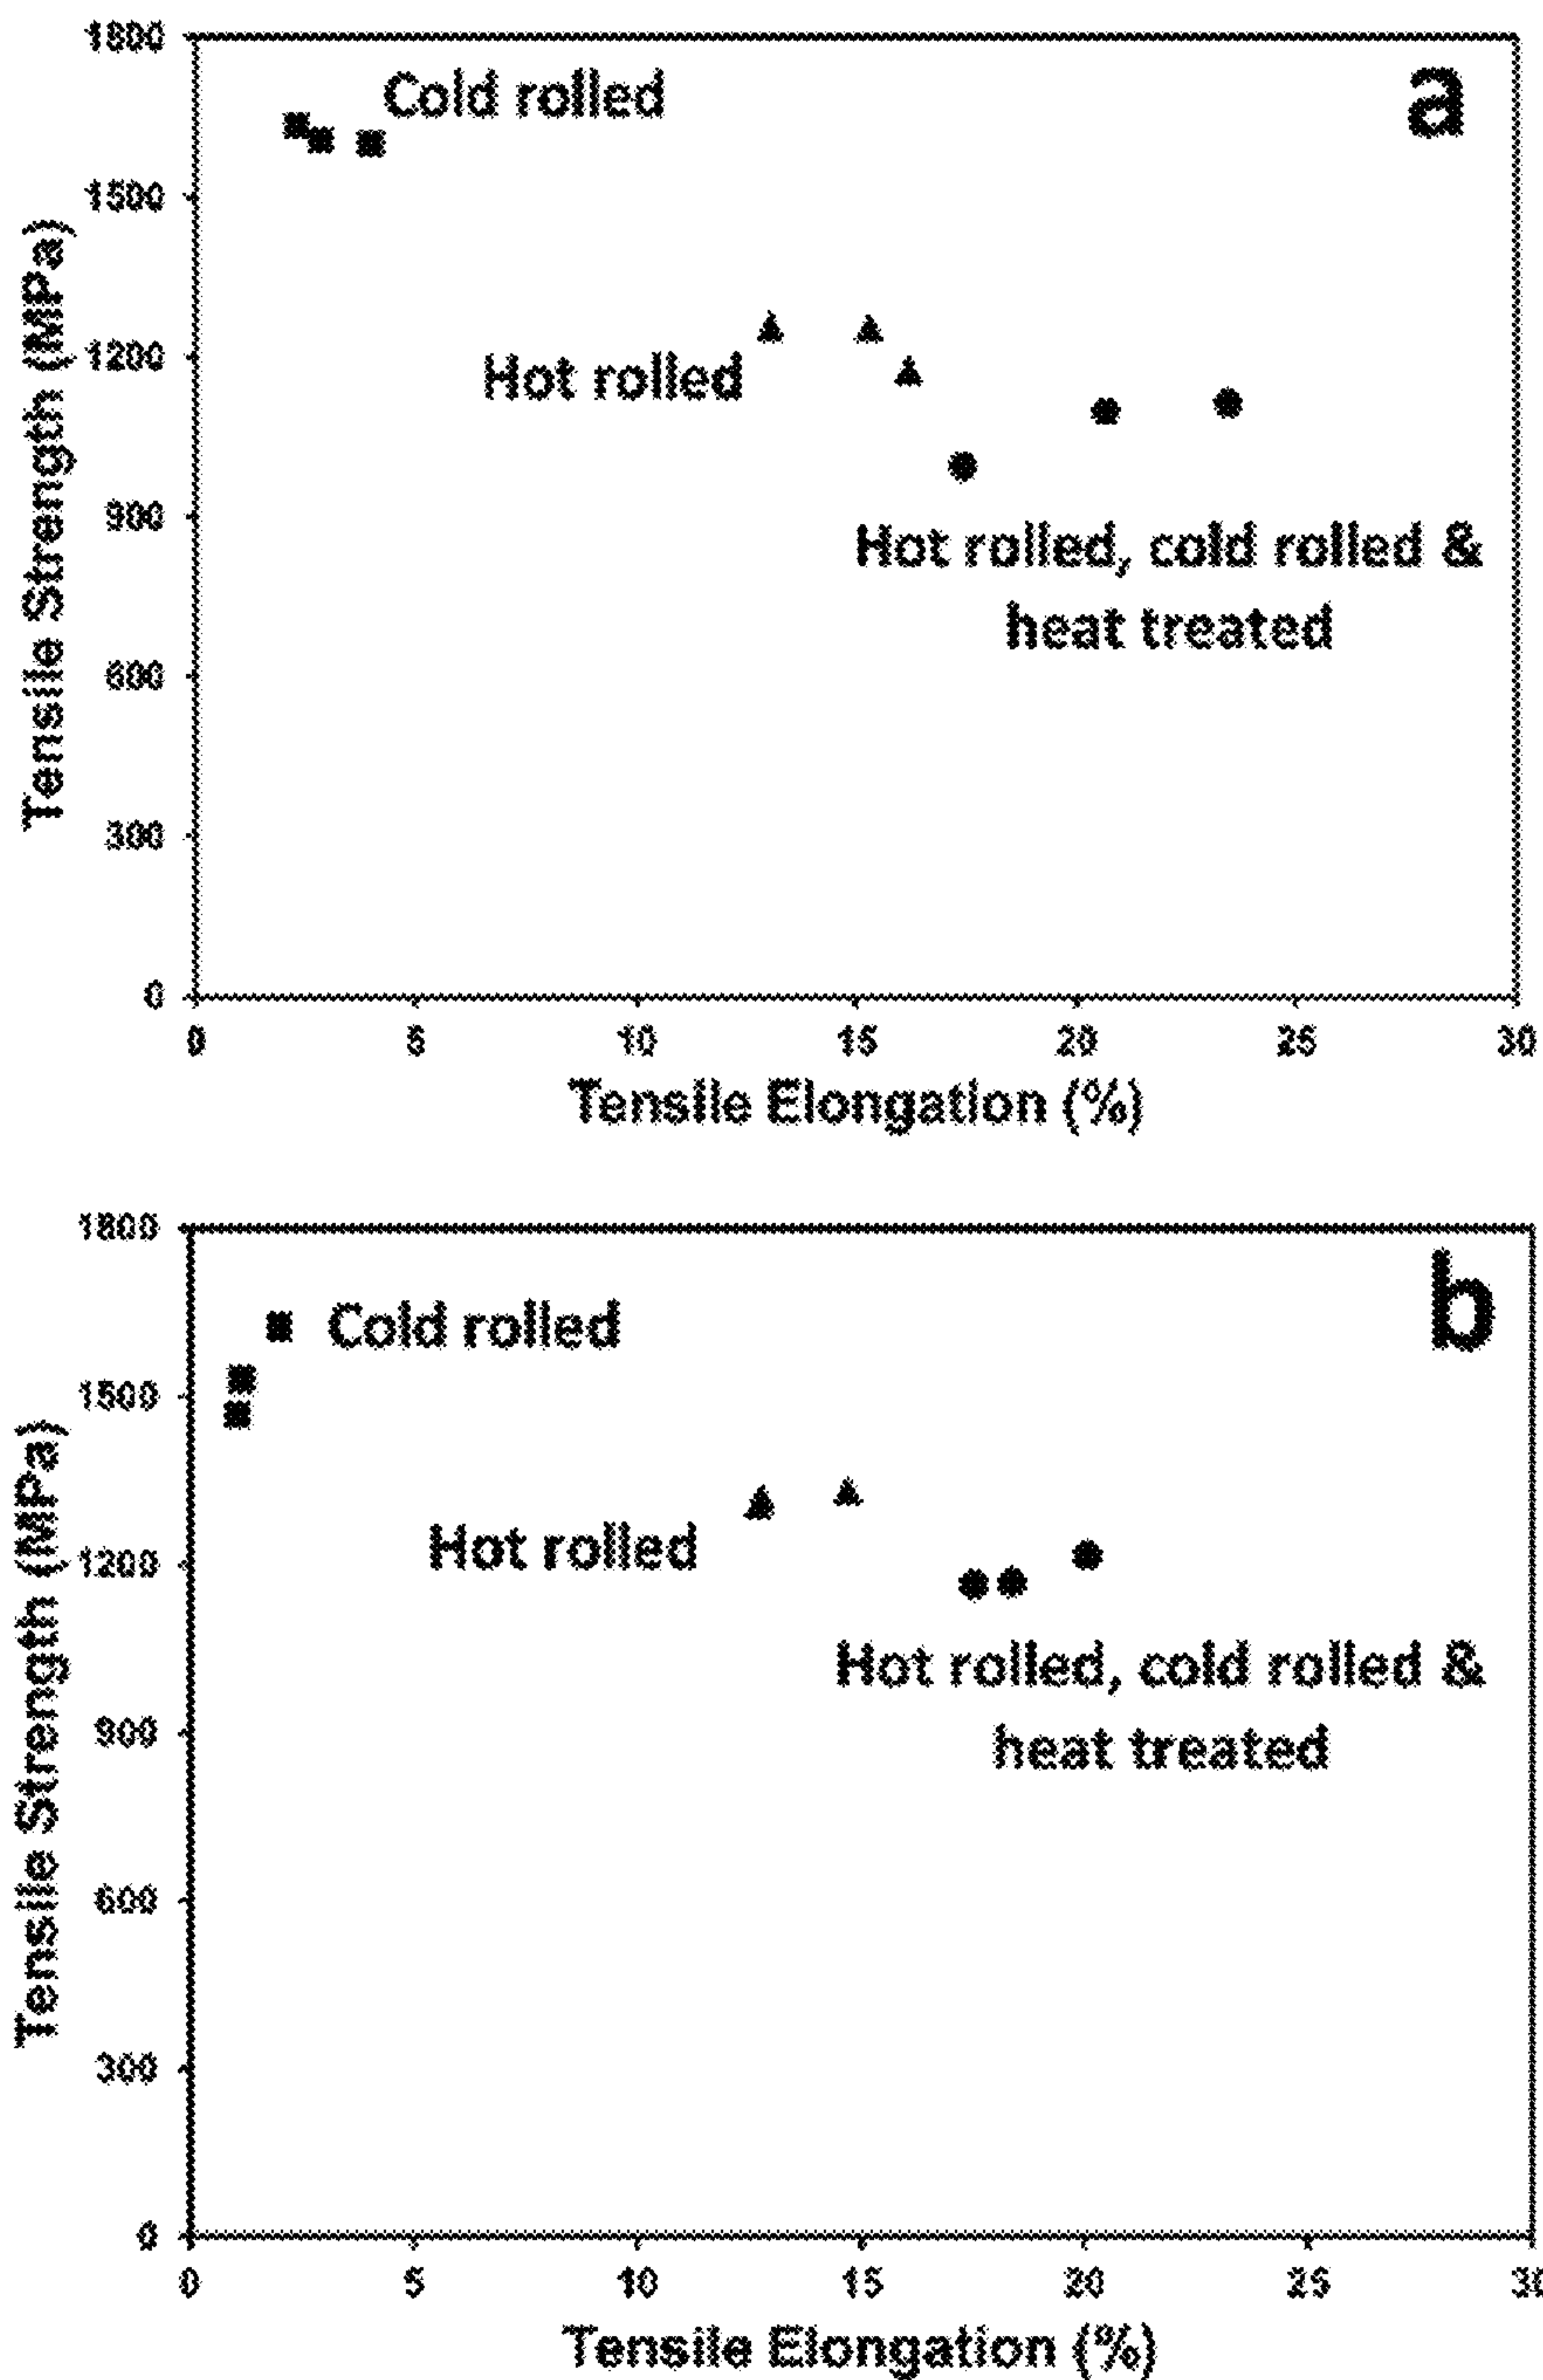 1800
Cold rolled
a
1500
Tensile Strength (MPa)
1200
Hot rolled
900
Hot rolled, cold rolled &
heat treated
600
300
0
0 5 10 15 20 25 30
Tensile Elongation (%)
1800
b
Cold rolled
1500
Tensile Strength (MPa)
1200
Hot rolled
Hot rolled, cold rolled &
heat treated
900
600
300
0
0 5 10 15 20 25 30
Tensile Elongation (%)